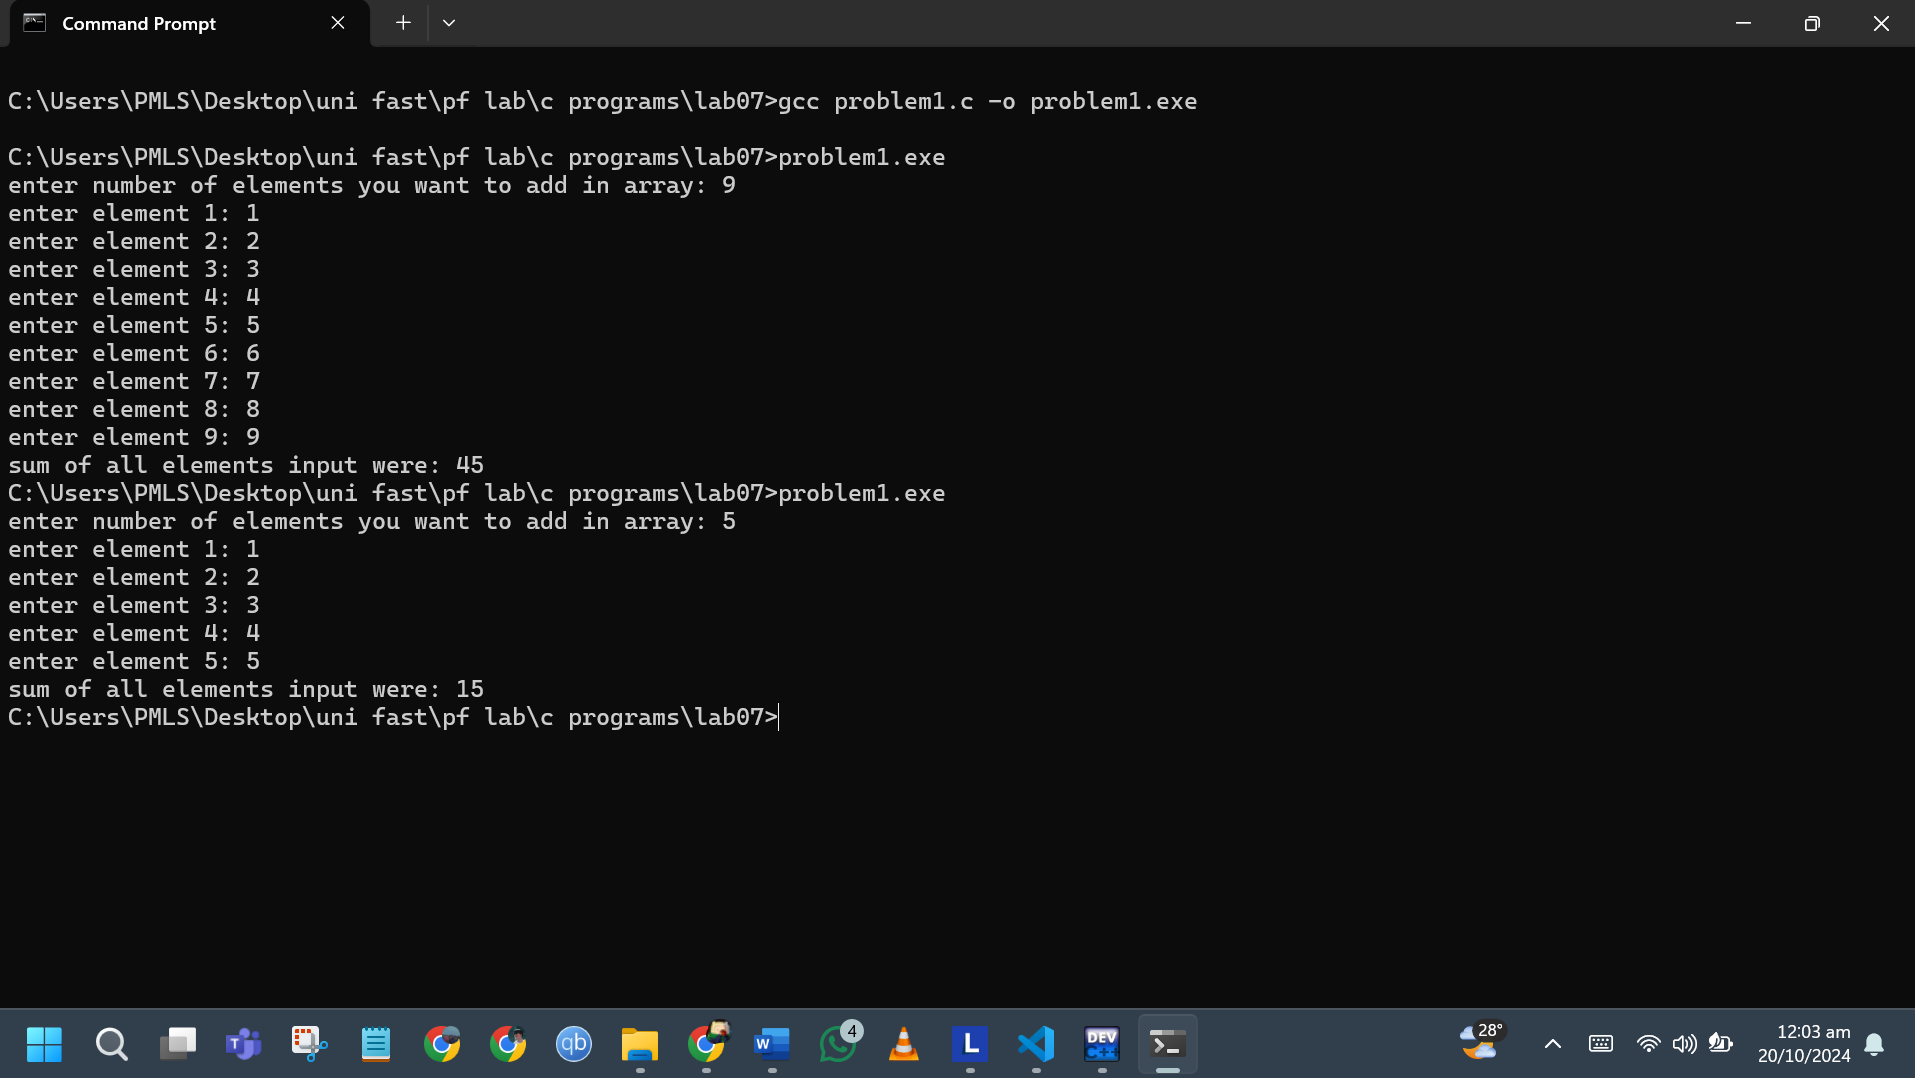 Command Prompt
C:\Users\PMLS\Desktop\uni fast\pf lab\c programs\lab07>gcc problem1.c -o problem1.exe
C:\Users\PMLS\Desktop\uni fast\pf lab\c programs\lab07>problem1.exe
enter number of elements you want to add in array: 9
enter element 1: 1
enter element 2: 2
enter element 3: 3
enter element 4: 4
enter element 5: 5
enter element 6: 6
enter element 7: 7
enter element 8: 8
enter element 9: 9
sum of all elements input were: 45
C:\Users\PMLS\Desktop\uni fast\pf lab\c programs\lab07>problem1.exe
enter number of elements you want to add in array: 5
enter element 1: 1
enter element 2: 2
enter element 3: 3
enter element 4: 4
enter element 5: 5
sum of all elements input were: 15
C:\Users\PMLS\Desktop\uni fast\pf lab\c programs\lab07>
T
qb
W
4
L
DEV
C++
28°
12:03 am
20/10/2024